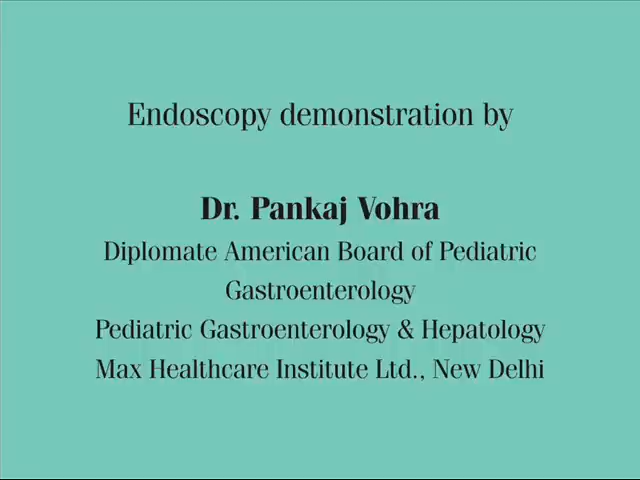 Endoscopy demonstration by
Dr. Pankaj Vohra
Diplomate American Board of Pediatric
Gastroenterology
Pediatric Gastroenterology & Hepatology
Max Healthcare Institute Ltd., New Delhi